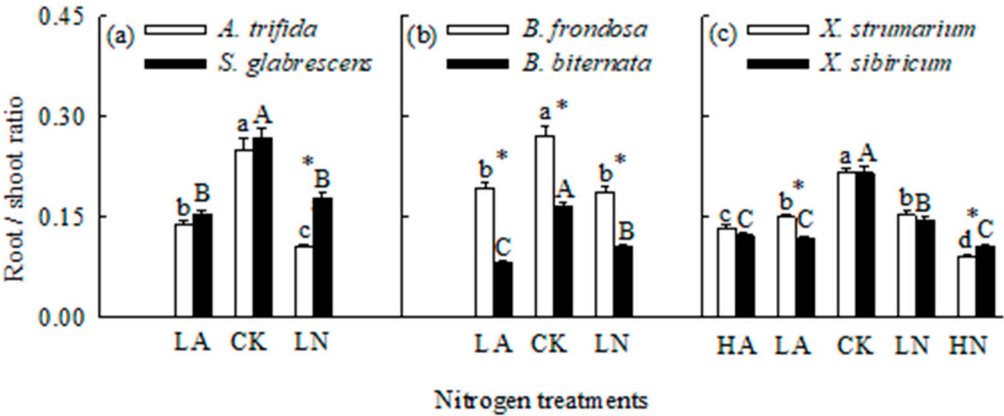 0.45
(a)
A. trifida
S. glabrescens
(b)
B. frondosa
B. biternata
(c)
X. strumarium
X. sibiricum
Root / shoot ratio
0.30
0.15
0.00
b B a A * c B
b * C a * A b * B
c C b * C a A b B d * C
LA CK LN
LA CK LN
HA LA CK LN HN
Nitrogen treatments